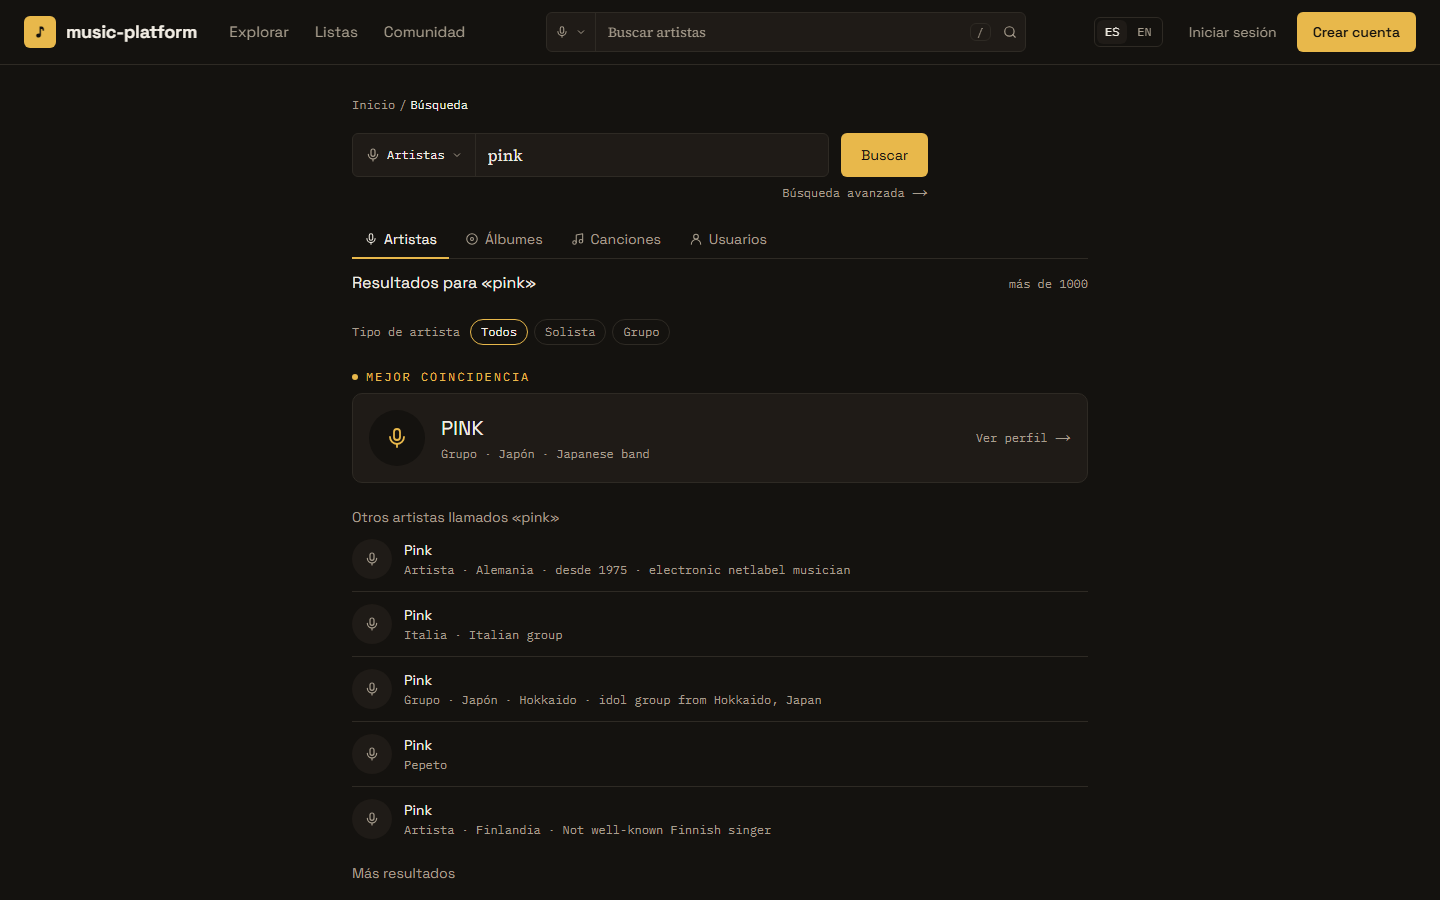 music-platform Explorar Listas Comunidad Buscar artistas / ES EN Iniciar sesión Crear cuenta
Inicio / Búsqueda
Artistas pink Buscar
Búsqueda avanzada →
Artistas Álbumes Canciones Usuarios
Resultados para «pink» más de 1000
Tipo de artista Todos Solista Grupo
MEJOR COINCIDENCIA
PINK
Grupo · Japón · Japanese band
Ver perfil →
Otros artistas llamados «pink»
Pink
Artista · Alemania · desde 1975 · electronic netlabel musician
Pink
Italia · Italian group
Pink
Grupo · Japón · Hokkaido · idol group from Hokkaido, Japan
Pink
Pepeto
Pink
Artista · Finlandia · Not well-known Finnish singer
Más resultados